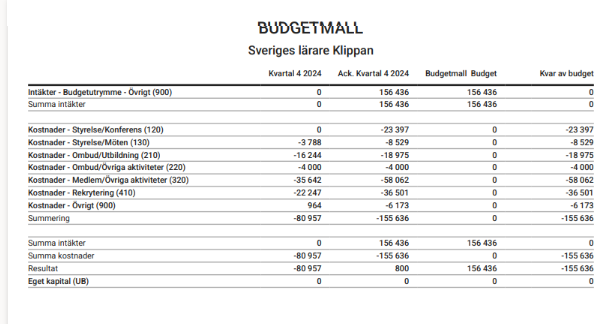 BUDGETMALL
Sveriges lärare Klippan
Kvartal 4 2024 Ack. Kvartal 4 2024 Budgetmall Budget Kvar av budget
Intäkter - Budgetutrymme - Övrigt (900) 0 156 436 156 436 0
Summa intäkter 0 156 436 156 436 0
Kostnader - Styrelse/Konferens (120) 0 -23 397 0 -23 397
Kostnader - Styrelse/Möten (130) -3 788 -8 529 0 -8 529
Kostnader - Ombud/Utbildning (210) -16 244 -18 975 0 -18 975
Kostnader - Ombud/Övriga aktiviteter (220) -4 000 -4 000 0 -4 000
Kostnader - Medlem/Övriga aktiviteter (320) -35 642 -58 062 0 -58 062
Kostnader - Rekrytering (410) -22 247 -36 501 0 -36 501
Kostnader - Övrigt (900) 964 -6 173 0 -6 173
Summering -80 957 -155 636 0 -155 636
Summa intäkter 0 156 436 156 436 0
Summa kostnader -80 957 -155 636 0 -155 636
Resultat -80 957 800 156 436 -155 636
Eget kapital (UB) 0 0 0 0